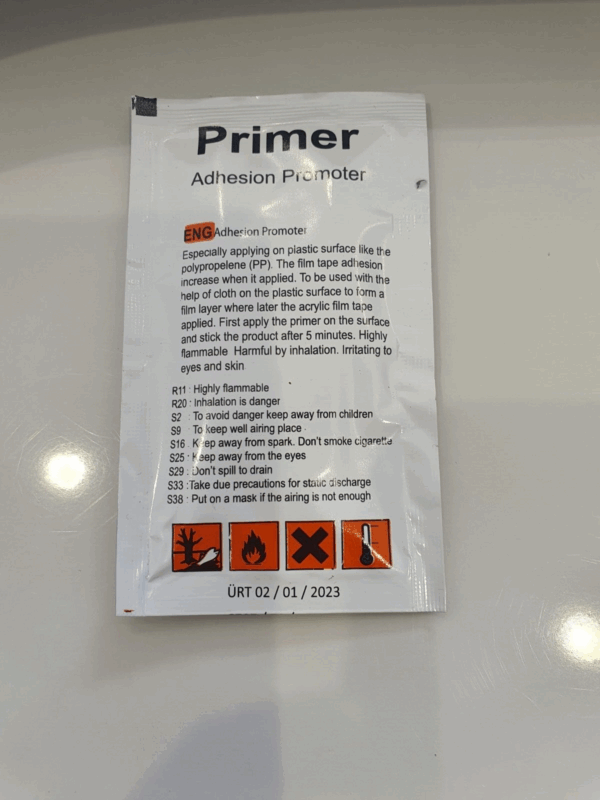 Primer
Adhesion Promoter
ENG Adhesion Promoter
Especially applying on plastic surface like the
polypropelene (PP). The film tape adhesion
increase when it applied. To be used with the
help of cloth on the plastic surface to form a
film layer where later the acrylic film tape
applied. First apply the primer on the surface
and stick the product after 5 minutes. Highly
flammable Harmful by inhalation. Irritating to
eyes and skin
R11 : Highly flammable
R20 : Inhalation is danger
S2 : To avoid danger keep away from children
S9 To keep well airing place
S16 Keep away from spark. Don't smoke cigarette
S25 : Keep away from the eyes
S29 : Don't spill to drain
S33 :Take due precautions for static discharge
S38 : Put on a mask if the airing is not enough
ÜRT 02 / 01 / 2023